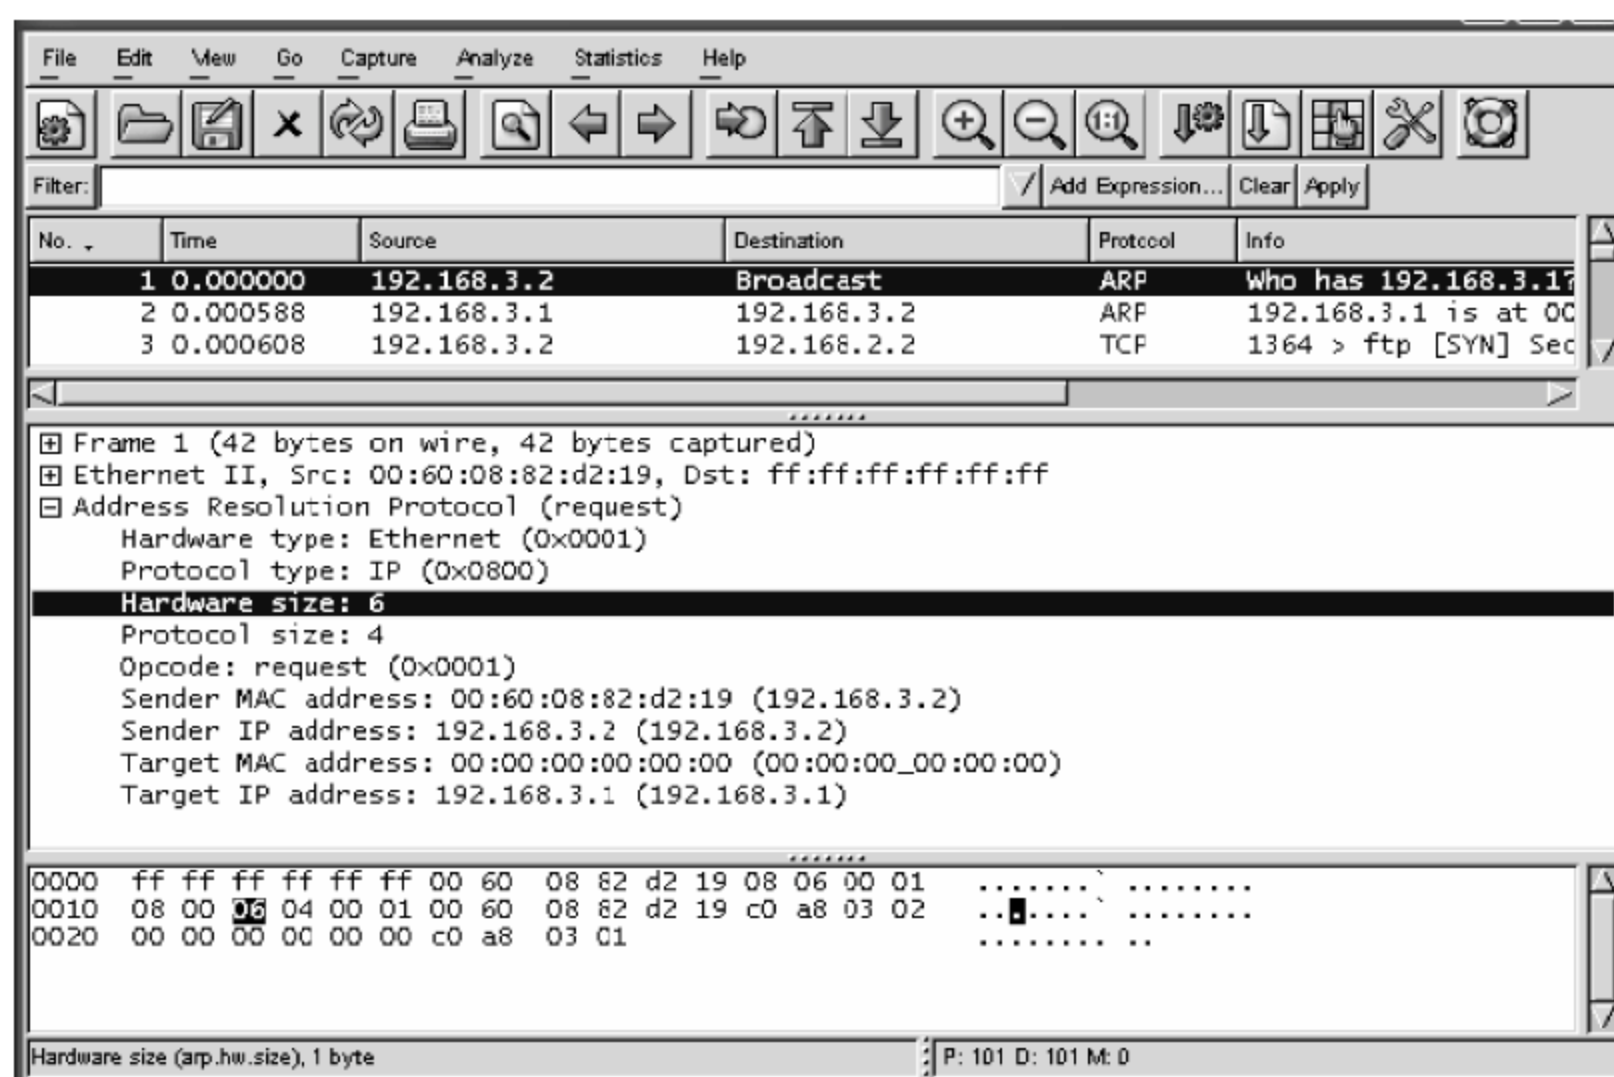 File Edit View Go Capture Analyze Statistics Help
1:1
Filter: Add Expression... Clear Apply
No. Time Source Destination Protocol Info
1 0.000000 192.168.3.2 Broadcast ARP Who has 192.168.3.1?
2 0.000588 192.168.3.1 192.168.3.2 ARP 192.168.3.1 is at 00
3 0.000608 192.168.3.2 192.168.2.2 TCP 1364 > ftp [SYN] Sec
Frame 1 (42 bytes on wire, 42 bytes captured)
Ethernet II, Src: 00:60:08:82:d2:19, Dst: ff:ff:ff:ff:ff:ff
Address Resolution Protocol (request)
Hardware type: Ethernet (0x0001)
Protocol type: IP (0x0800)
Hardware size: 6
Protocol size: 4
Opcode: request (0x0001)
Sender MAC address: 00:60:08:82:d2:19 (192.168.3.2)
Sender IP address: 192.168.3.2 (192.168.3.2)
Target MAC address: 00:00:00:00:00:00 (00:00:00_00:00:00)
Target IP address: 192.168.3.1 (192.168.3.1)
0000 ff ff ff ff ff ff 00 60 08 82 d2 19 08 06 00 01 .......` ........
0010 08 00 06 04 00 01 00 60 08 82 d2 19 c0 a8 03 02 .......` ........
0020 00 00 00 00 00 00 c0 a8 03 01 ........ ..
Hardware size (arp.hw.size), 1 byte P: 101 D: 101 M: 0